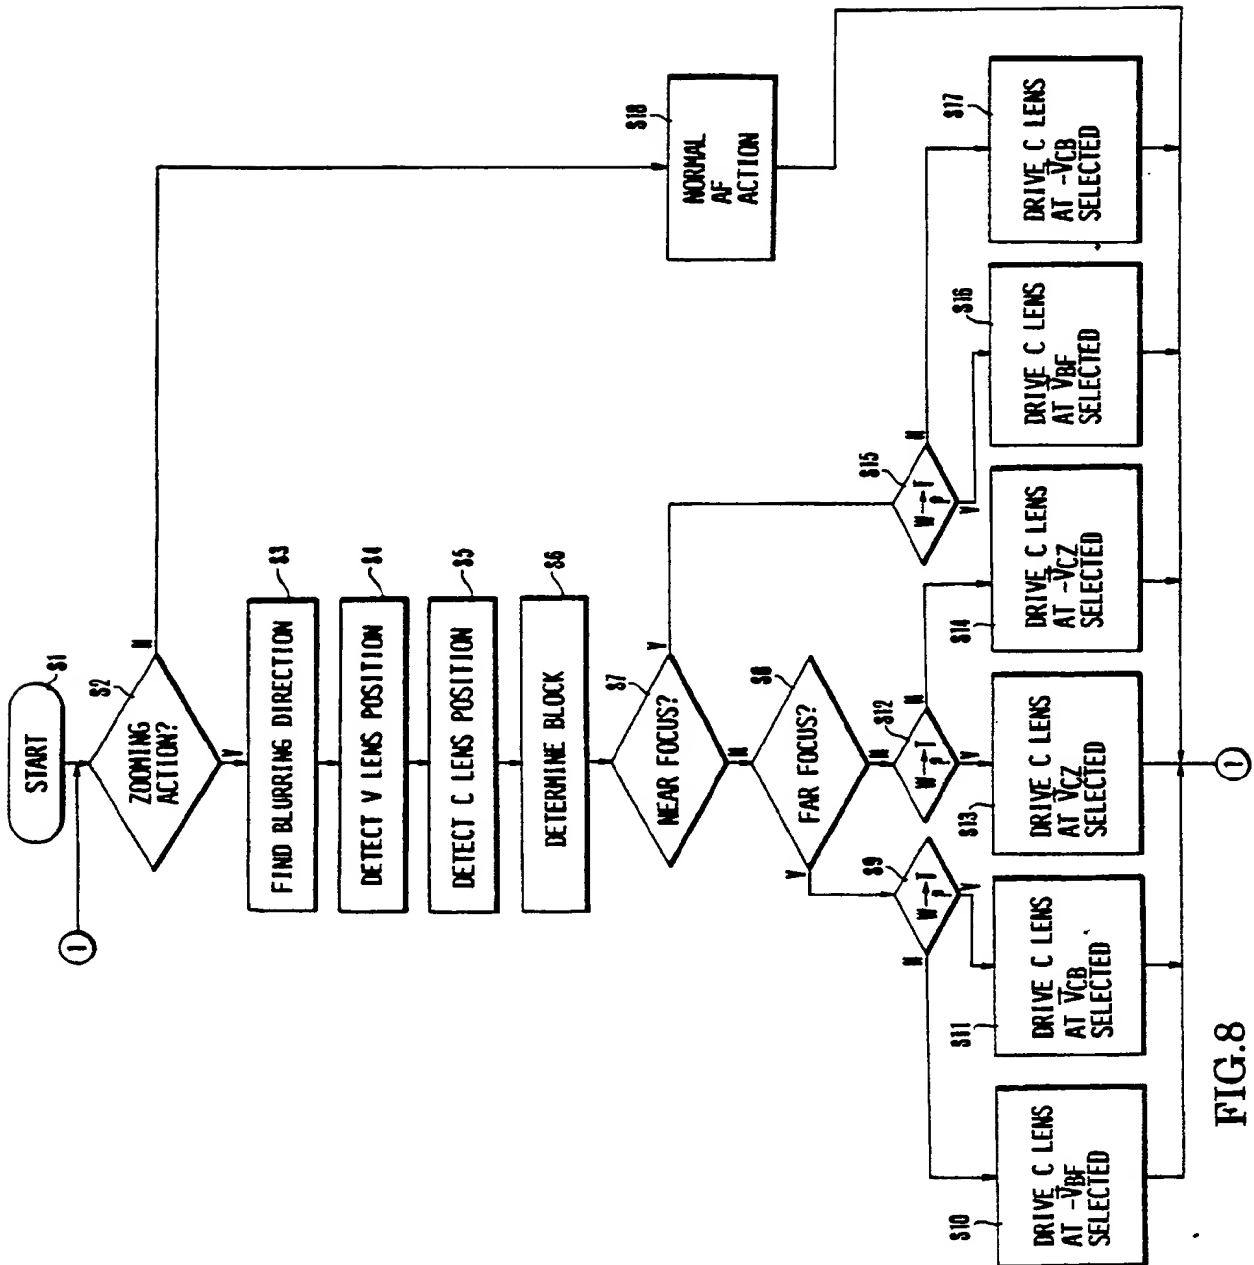 START
S1
1
ZOOMING
ACTION?
S2
N
Y
FIND BLURRING DIRECTION
S3
DETECT V LENS POSITION
S4
DETECT C LENS POSITION
S5
DETERMINE BLOCK
S6
NEAR FOCUS?
S7
Y
N
FAR FOCUS?
S8
Y
N
NORMAL
AF
ACTION
S18
W→T
?
S9
N
Y
W→T
?
S12
N
Y
W→T
?
S15
N
Y
DRIVE C LENS
AT -VBF
SELECTED
S10
DRIVE C LENS
AT VCB
SELECTED
S11
DRIVE C LENS
AT VCZ
SELECTED
S13
DRIVE C LENS
AT -VCZ
SELECTED
S14
DRIVE C LENS
AT VBF
SELECTED
S16
DRIVE C LENS
AT -VCB
SELECTED
S17
1
FIG.8